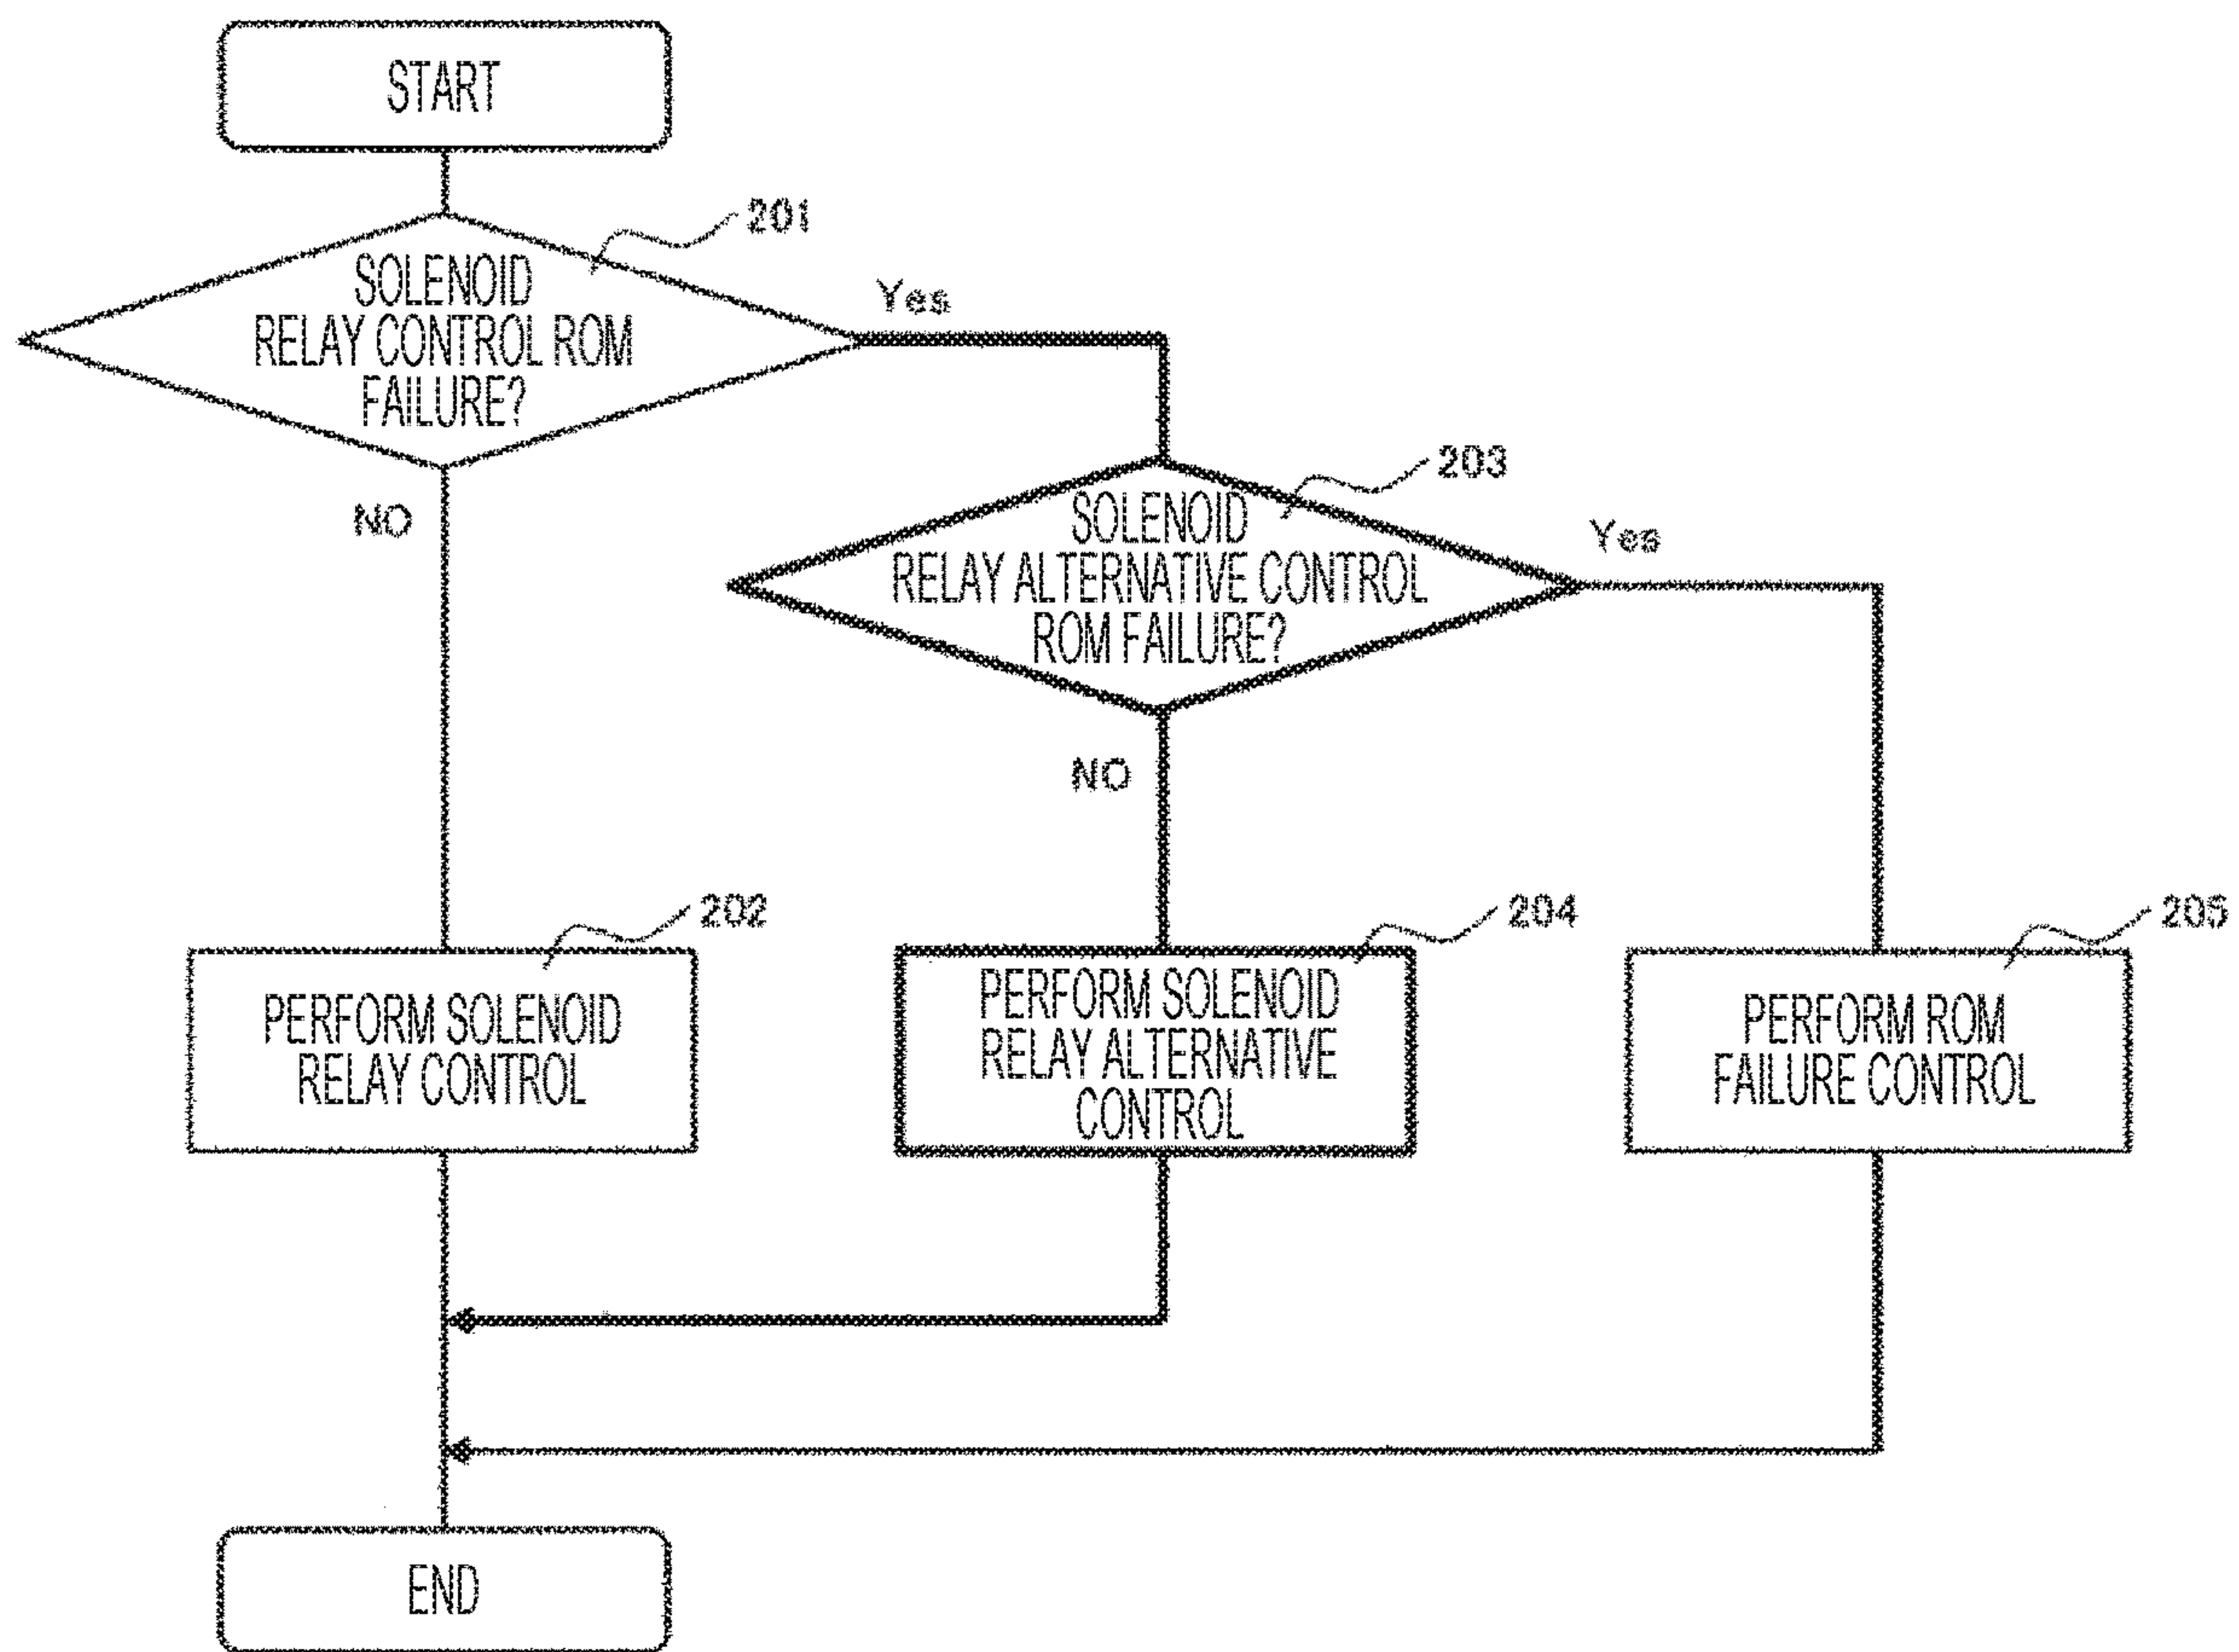 START
201
SOLENOID
RELAY CONTROL ROM
FAILURE?
Yes
NO
203
SOLENOID
RELAY ALTERNATIVE CONTROL
ROM FAILURE?
Yes
NO
202
PERFORM SOLENOID
RELAY CONTROL
204
PERFORM SOLENOID
RELAY ALTERNATIVE
CONTROL
205
PERFORM ROM
FAILURE CONTROL
END